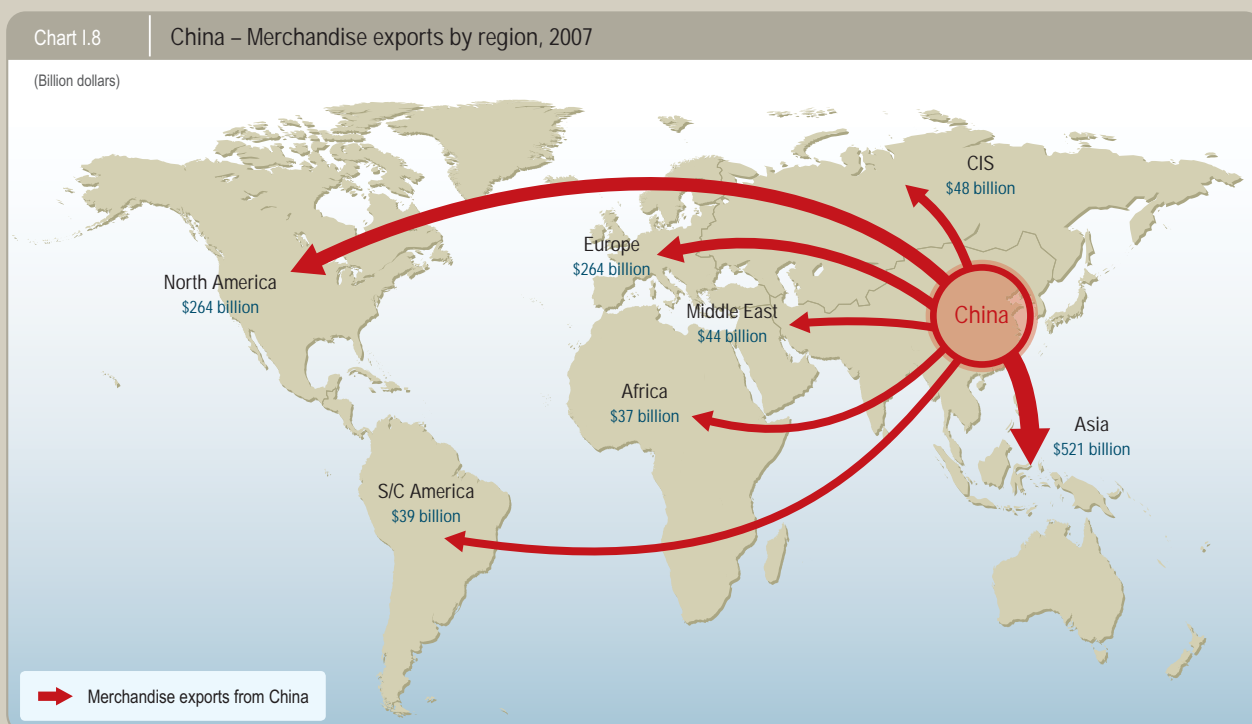 Chart I.8
China – Merchandise exports by region, 2007
(Billion dollars)
CIS
$48 billion
Europe
$264 billion
North America
$264 billion
Middle East
$44 billion
China
Africa
$37 billion
Asia
$521 billion
S/C America
$39 billion
Merchandise exports from China